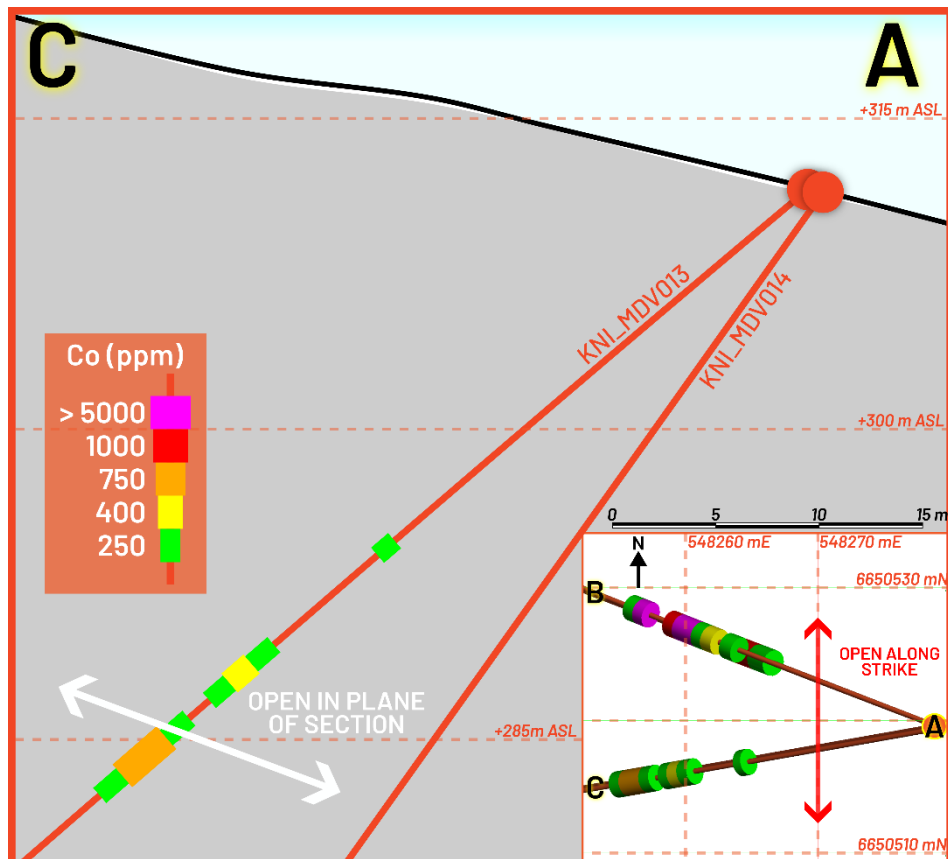 C
A
+315 m ASL
KNI_MDV013
KNI_MDV014
Co (ppm)
> 5000
1000
750
400
250
+300 m ASL
0 5 10 15 m
N
548260 mE
548270 mE
6650530 mN
B
OPEN ALONG
STRIKE
OPEN IN PLANE
OF SECTION
+285m ASL
A
C
6650510 mN